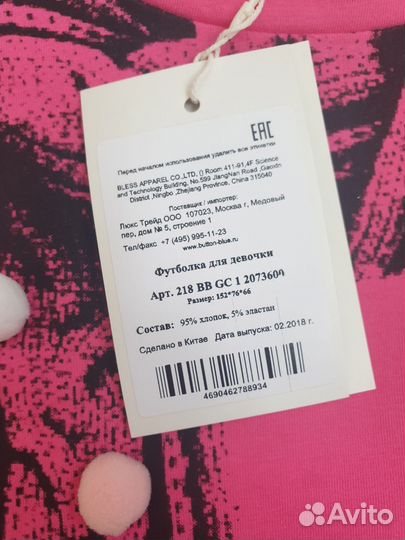 EAC
Перед началом использования удалить все этикетки
BLESS APPAREL CO.,LTD, () Room 411-91,4F Science
and Technology Building, No.599 JiangNan Road ,Gaoxin
District ,Ningbo ,Zhejiang Province, China 315040
Поставщик / импортер:
Люкс Трейд ООО 107023, Москва г, Медовый
пер, дом № 5, строение 1
Тел/факс +7 (495) 995-11-23
www.button-blue.ru
Футболка для девочки
Арт. 218 BB GC 1 2073600
Размер: 152*76*66
Состав: 95% хлопок, 5% эластан
Сделано в Китае Дата выпуска: 02.2018 г.
4690462788934
Avito